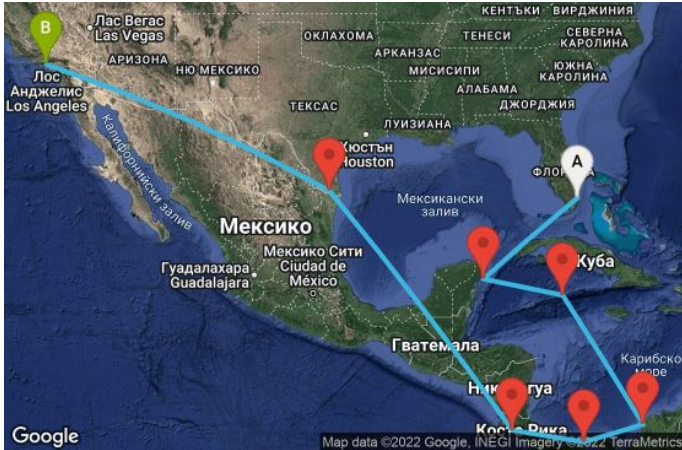 КЕНТЪКИ
ВИРДЖИНИЯ
Лас Вегас
Las Vegas
ОКЛАХОМА
ТЕНЕСИ
СЕВЕРНА
КАРОЛИНА
АРКАНЗАС
АРИЗОНА
НЮ МЕКСИКО
МИСИСИПИ
ЮЖНА
КАРОЛИНА
B
Лос
Анджелис
Los Angeles
АЛАБАМА
ДЖОРДЖИЯ
ТЕКСАС
ЛУИЗИАНА
Хюстън
Houston
Калифорнийски залив
A
Мексикански
залив
Мексико
Мексико Сити
Ciudad de
México
Гуадалахара
Guadalajara
Куба
Гватемала
Карибско
море
Коста Рика
Google
Map data ©2022 Google, INEGI Imagery ©2022 TerraMetrics